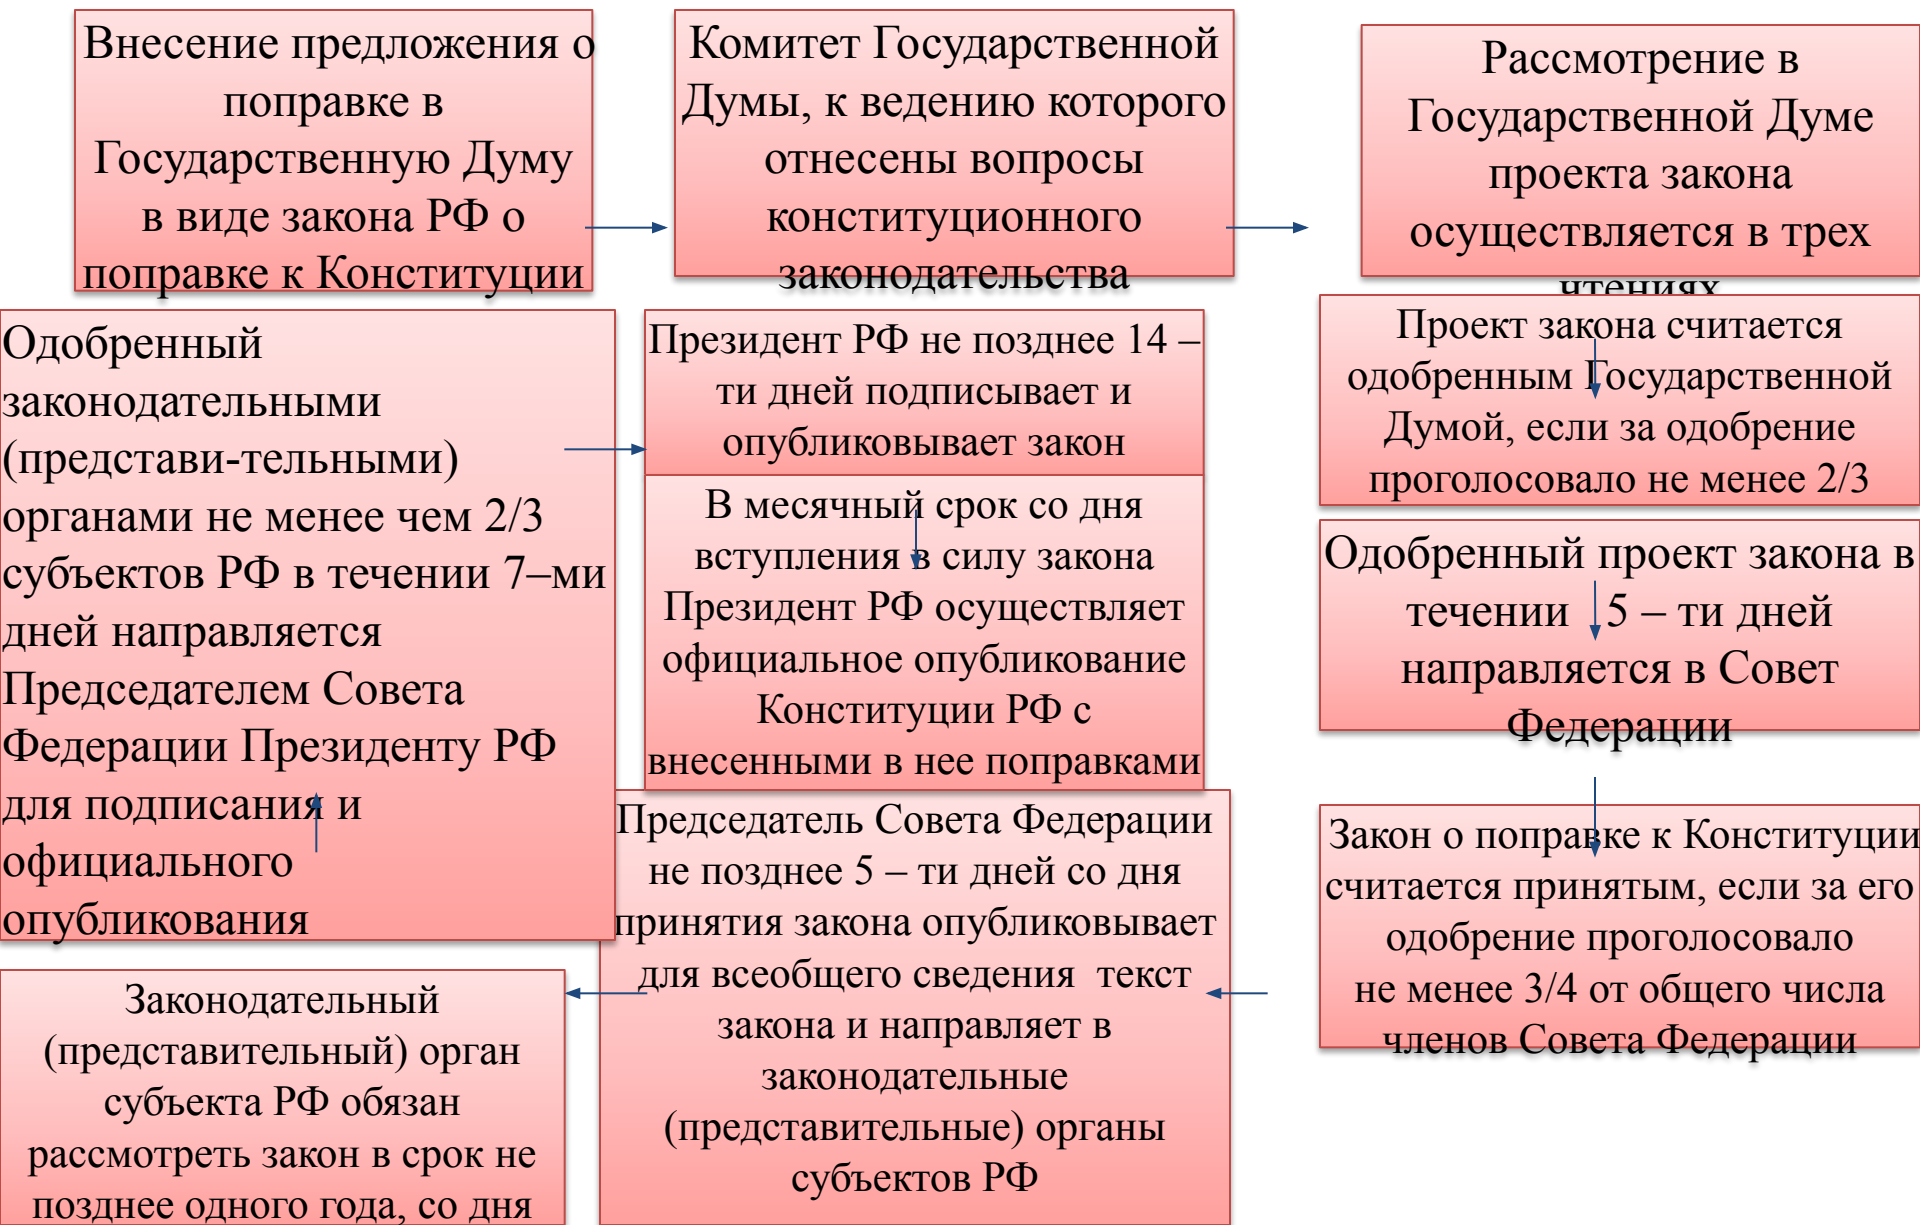 Внесение предложения о
поправке в
Государственную Думу
в виде закона РФ о
поправке к Конституции
Комитет Государственной
Думы, к ведению которого
отнесены вопросы
конституционного
законодательства
Рассмотрение в
Государственной Думе
проекта закона
осуществляется в трех
чтениях
Проект закона считается
одобренным Государственной
Думой, если за одобрение
проголосовало не менее 2/3
Одобренный проект закона в
течении 5 – ти дней
направляется в Совет
Федерации
Закон о поправке к Конституции
считается принятым, если за его
одобрение проголосовало
не менее 3/4 от общего числа
членов Совета Федерации
Председатель Совета Федерации
не позднее 5 – ти дней со дня
принятия закона опубликовывает
для всеобщего сведения текст
закона и направляет в
законодательные
(представительные) органы
субъектов РФ
Законодательный
(представительный) орган
субъекта РФ обязан
рассмотреть закон в срок не
позднее одного года, со дня
Одобренный
законодательными
(представи-тельными)
органами не менее чем 2/3
субъектов РФ в течении 7–ми
дней направляется
Председателем Совета
Федерации Президенту РФ
для подписания и
официального
опубликования
Президент РФ не позднее 14 –
ти дней подписывает и
опубликовывает закон
В месячный срок со дня
вступления в силу закона
Президент РФ осуществляет
официальное опубликование
Конституции РФ с
внесенными в нее поправками